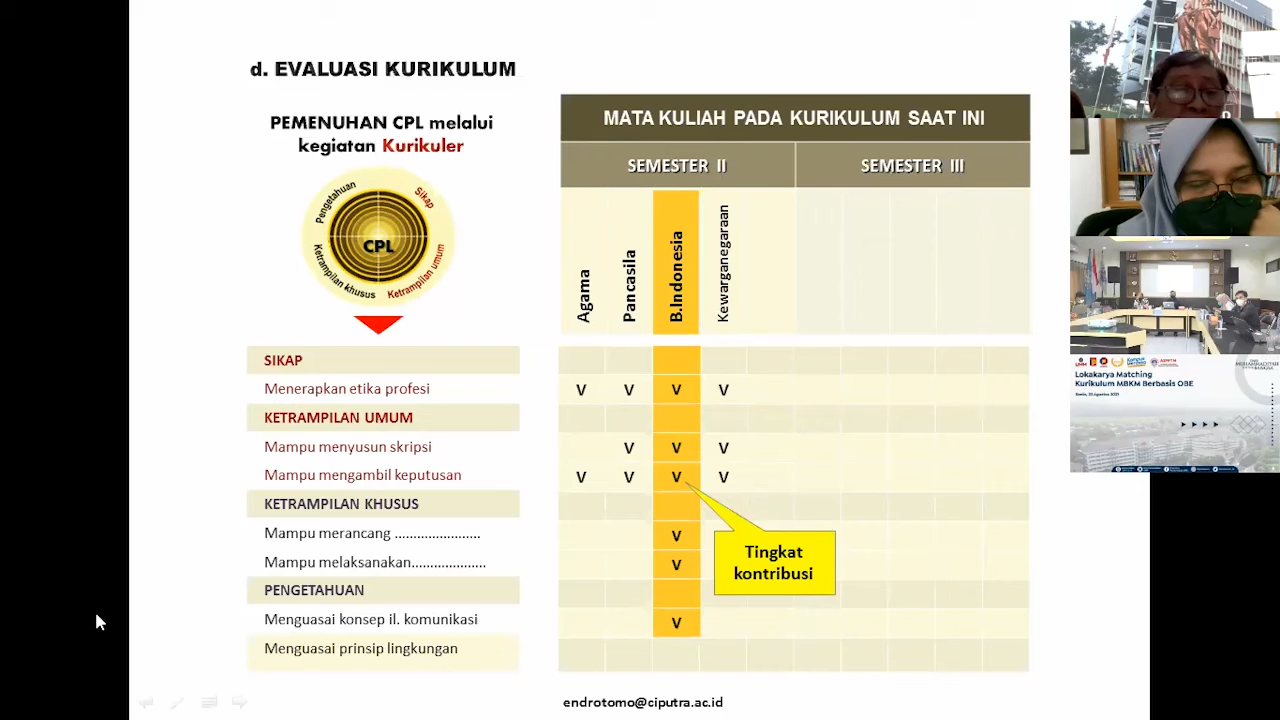 d. EVALUASI KURIKULUM
PEMENUHAN CPL melalui
kegiatan Kurikuler
Pengetahuan
Sikap
CPL
Ketrampilan khusus
Ketrampilan umum
MATA KULIAH PADA KURIKULUM SAAT INI
SEMESTER II
SEMESTER III
Agama
Pancasila
B.Indonesia
Kewarganegaraan
SIKAP
Menerapkan etika profesi V V V V
KETRAMPILAN UMUM
Mampu menyusun skripsi V V V
Mampu mengambil keputusan V V V V
KETRAMPILAN KHUSUS
Mampu merancang ....................... V
Mampu melaksanakan.................... V
Tingkat
kontribusi
PENGETAHUAN
Menguasai konsep il. komunikasi V
Menguasai prinsip lingkungan
endrotomo@ciputra.ac.id
Lokakarya Matching
Kurikulum MBKM Berbasis OBE